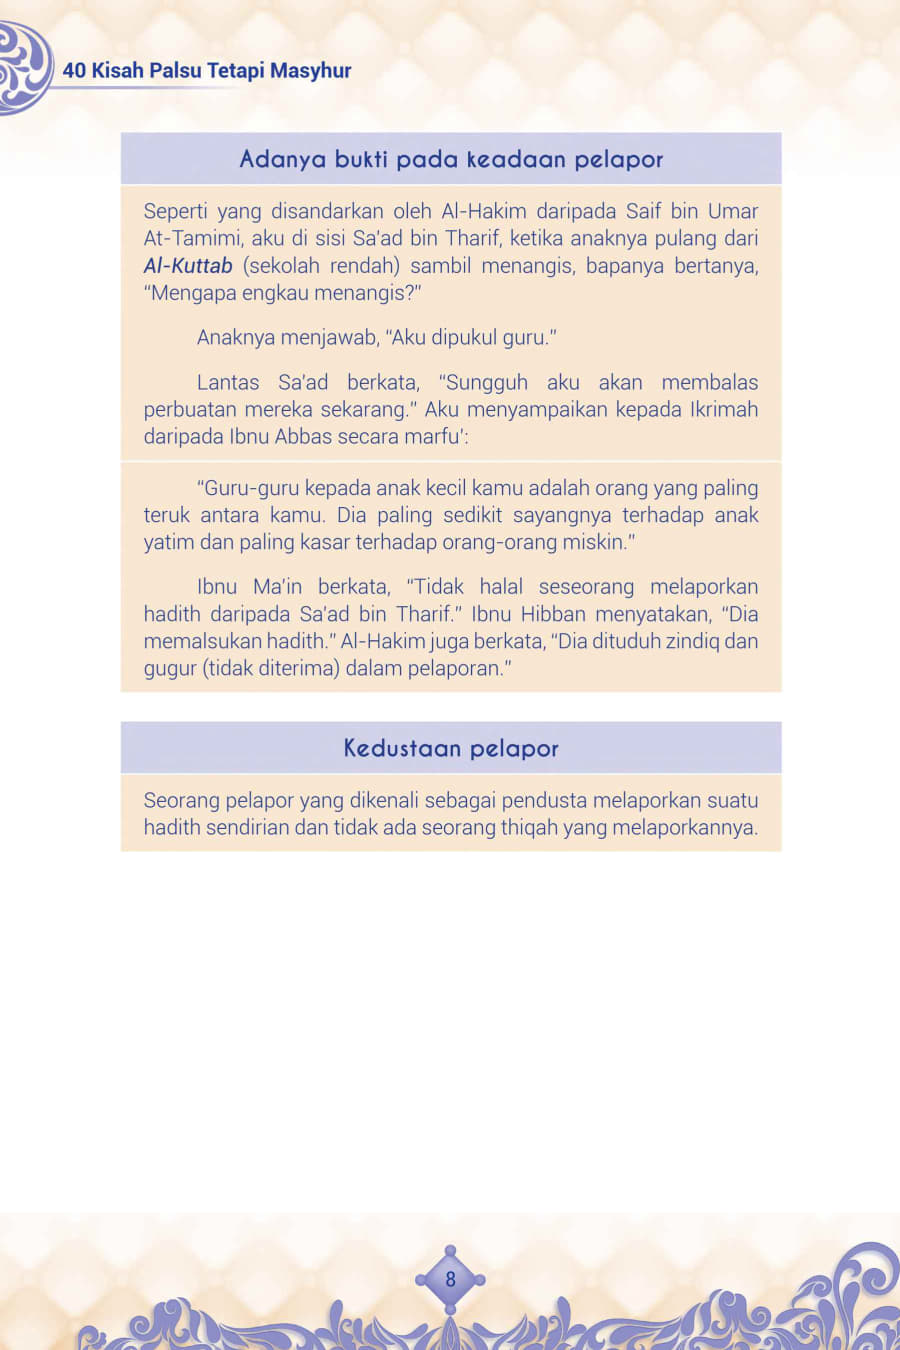 40 Kisah Palsu Tetapi Masyhur
Adanya bukti pada keadaan pelapor
Seperti yang disandarkan oleh Al-Hakim daripada Saif bin Umar
At-Tamimi, aku di sisi Sa’ad bin Tharif, ketika anaknya pulang dari
Al-Kuttab (sekolah rendah) sambil menangis, bapanya bertanya,
“Mengapa engkau menangis?”
Anaknya menjawab, “Aku dipukul guru.”
Lantas Sa’ad berkata, “Sungguh aku akan membalas
perbuatan mereka sekarang.” Aku menyampaikan kepada Ikrimah
daripada Ibnu Abbas secara marfu’:
“Guru-guru kepada anak kecil kamu adalah orang yang paling
teruk antara kamu. Dia paling sedikit sayangnya terhadap anak
yatim dan paling kasar terhadap orang-orang miskin.”
Ibnu Ma’in berkata, “Tidak halal seseorang melaporkan
hadith daripada Sa’ad bin Tharif.” Ibnu Hibban menyatakan, “Dia
memalsukan hadith.” Al-Hakim juga berkata, “Dia dituduh zindiq dan
gugur (tidak diterima) dalam pelaporan.”
Kedustaan pelapor
Seorang pelapor yang dikenali sebagai pendusta melaporkan suatu
hadith sendirian dan tidak ada seorang thiqah yang melaporkannya.
8